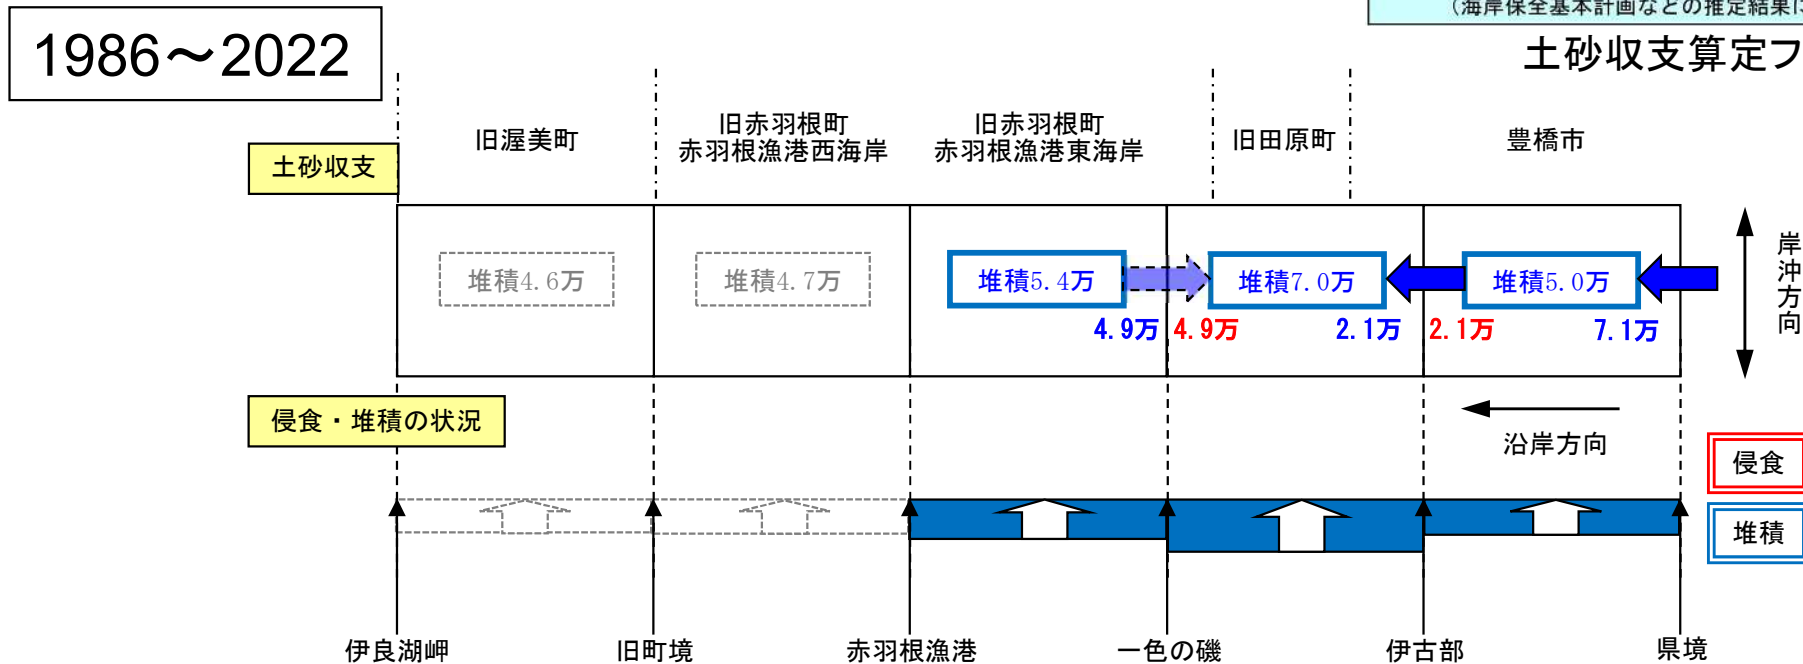 (海岸保全基本計画などの推定結果に
1986～2022
土砂収支算定フ
旧渥美町
旧赤羽根町
赤羽根漁港西海岸
旧赤羽根町
赤羽根漁港東海岸
旧田原町
豊橋市
土砂収支
堆積4.6万
堆積4.7万
堆積5.4万
堆積7.0万
堆積5.0万
4.9万
4.9万
2.1万
2.1万
7.1万
岸沖方向
侵食・堆積の状況
沿岸方向
侵食
堆積
伊良湖岬
旧町境
赤羽根漁港
一色の磯
伊古部
県境